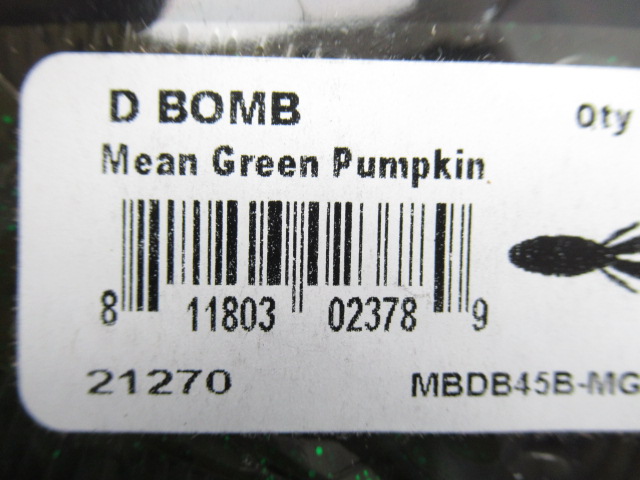 D BOMB Qty
Mean Green Pumpkin
8 11803 02378 9
21270 MBDB45B-MG